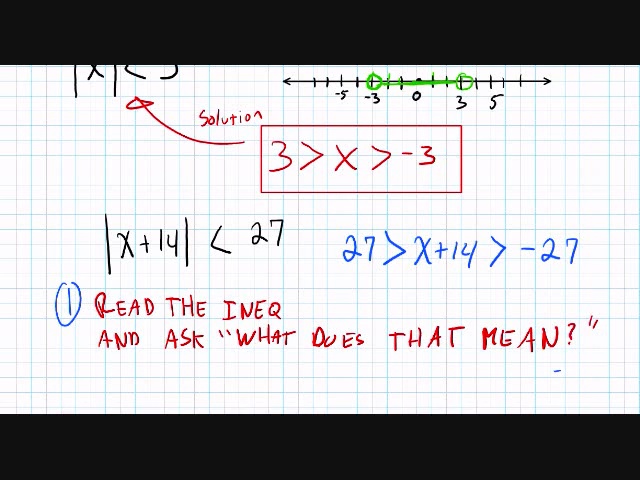 |x| < 3
-5 -3 0 3 5
Solution
3 > x > -3
|x+14| < 27
27 > x+14 > -27
① READ THE INEQ
AND ASK "WHAT DOES THAT MEAN?"